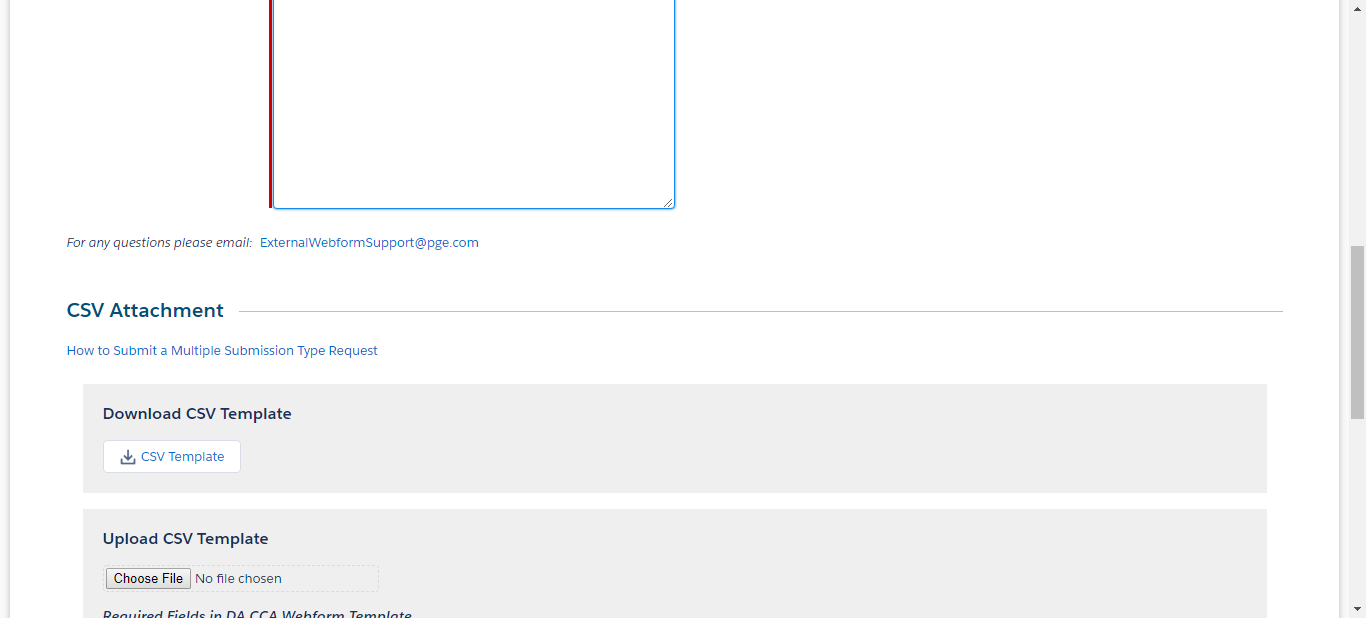 For any questions please email: ExternalWebformSupport@pge.com
CSV Attachment
How to Submit a Multiple Submission Type Request
Download CSV Template
CSV Template
Upload CSV Template
Choose File No file chosen
Required Fields in DA CCA Webform Template